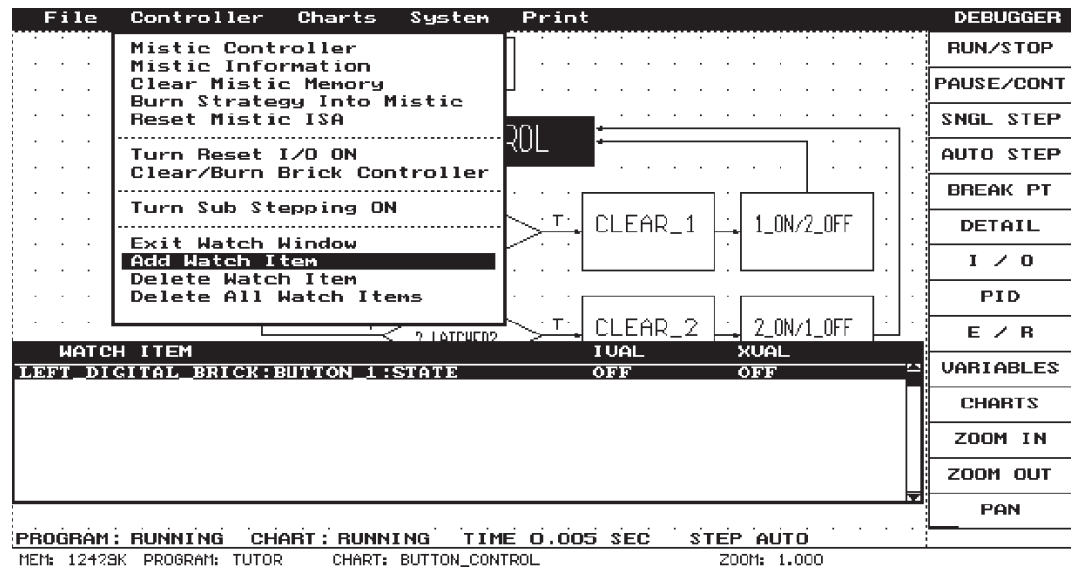 File Controller Charts System Print DEBUGGER
Mistic Controller
Mistic Information
Clear Mistic Memory
Burn Strategy Into Mistic
Reset Mistic ISA
Turn Reset I/O ON
Clear/Burn Brick Controller
Turn Sub Stepping ON
Exit Watch Window
Add Watch Item
Delete Watch Item
Delete All Watch Items
ROL
T CLEAR_1 1_ON/2_OFF
T CLEAR_2 2_ON/1_OFF
2 LATCHED?
WATCH ITEM IVAL XVAL
LEFT_DIGITAL_BRICK:BUTTON_1:STATE OFF OFF
RUN/STOP
PAUSE/CONT
SNGL STEP
AUTO STEP
BREAK PT
DETAIL
I / O
PID
E / R
VARIABLES
CHARTS
ZOOM IN
ZOOM OUT
PAN
PROGRAM: RUNNING CHART: RUNNING TIME 0.005 SEC STEP AUTO
MEM: PROGRAM: TUTOR CHART: BUTTON_CONTROL ZOOM: 1.000